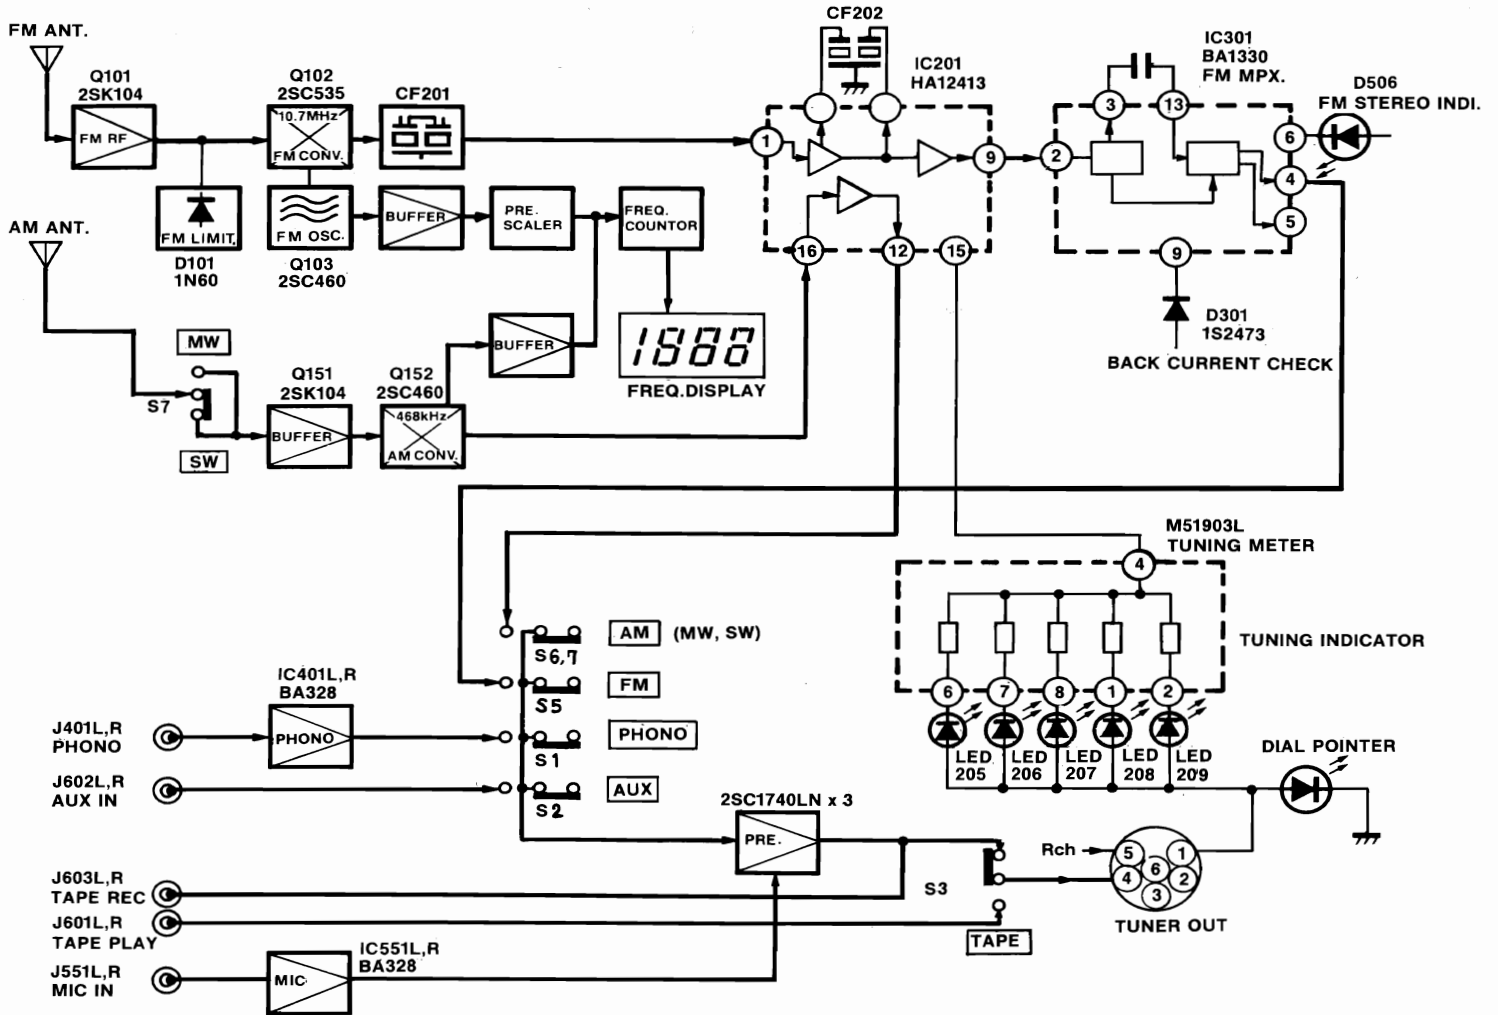 CF202
FM ANT.
Q101
2SK104
Q102
2SC535
CF201
IC201
HA12413
IC301
BA1330
FM MPX.
D506
FM STEREO INDI.
FM RF
10.7MHz
FM CONV.
1
9
2
3
13
6
4
5
9
FM LIMIT.
D101
1N60
FM OSC.
Q103
2SC460
BUFFER
PRE.
SCALER
FREQ.
COUNTOR
16
12
15
AM ANT.
D301
1S2473
BACK CURRENT CHECK
1888
FREQ.DISPLAY
BUFFER
MW
S7
SW
Q151
2SK104
BUFFER
Q152
2SC460
468kHz
AM CONV.
M51903L
TUNING METER
4
TUNING INDICATOR
6
7
8
1
2
LED
205
LED
206
LED
207
LED
208
LED
209
DIAL POINTER
AM
(MW, SW)
S6,7
FM
S5
PHONO
S1
AUX
S2
IC401L,R
BA328
J401L,R
PHONO
PHONO
J602L,R
AUX IN
2SC1740LN x 3
PRE.
J603L,R
TAPE REC
J601L,R
TAPE PLAY
J551L,R
MIC IN
MIC
IC551L,R
BA328
S3
TAPE
Rch
5
1
6
4
2
3
TUNER OUT